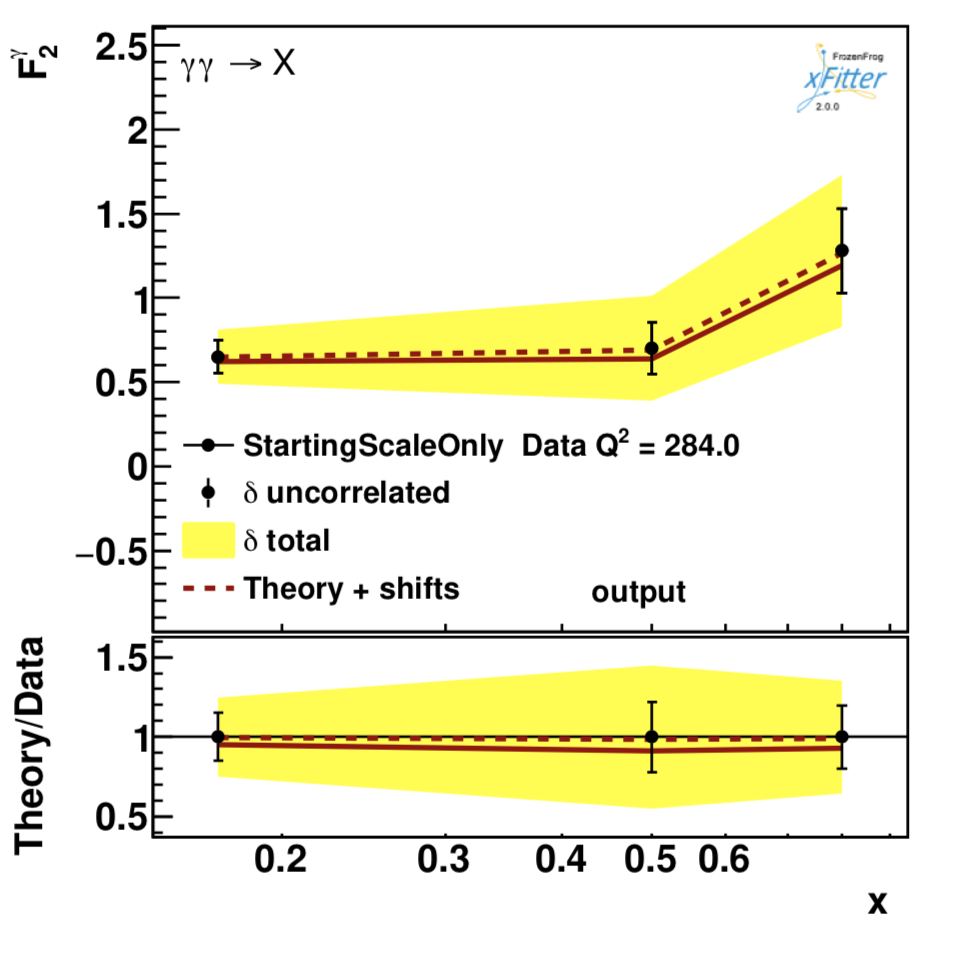 F₂^γ
2.5
2
1.5
1
0.5
0
−0.5
γγ → X
FrozenFrog
xFitter
2.0.0
StartingScaleOnly Data Q² = 284.0
δ uncorrelated
δ total
Theory + shifts
output
Theory/Data
1.5
1
0.5
0.2 0.3 0.4 0.5 0.6
x